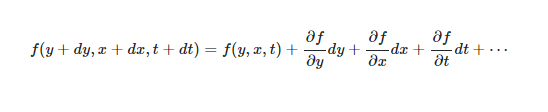 f(y + dy, x + dx, t + dt) = f(y, x, t) + ∂f/∂y dy + ∂f/∂x dx + ∂f/∂t dt + ⋯